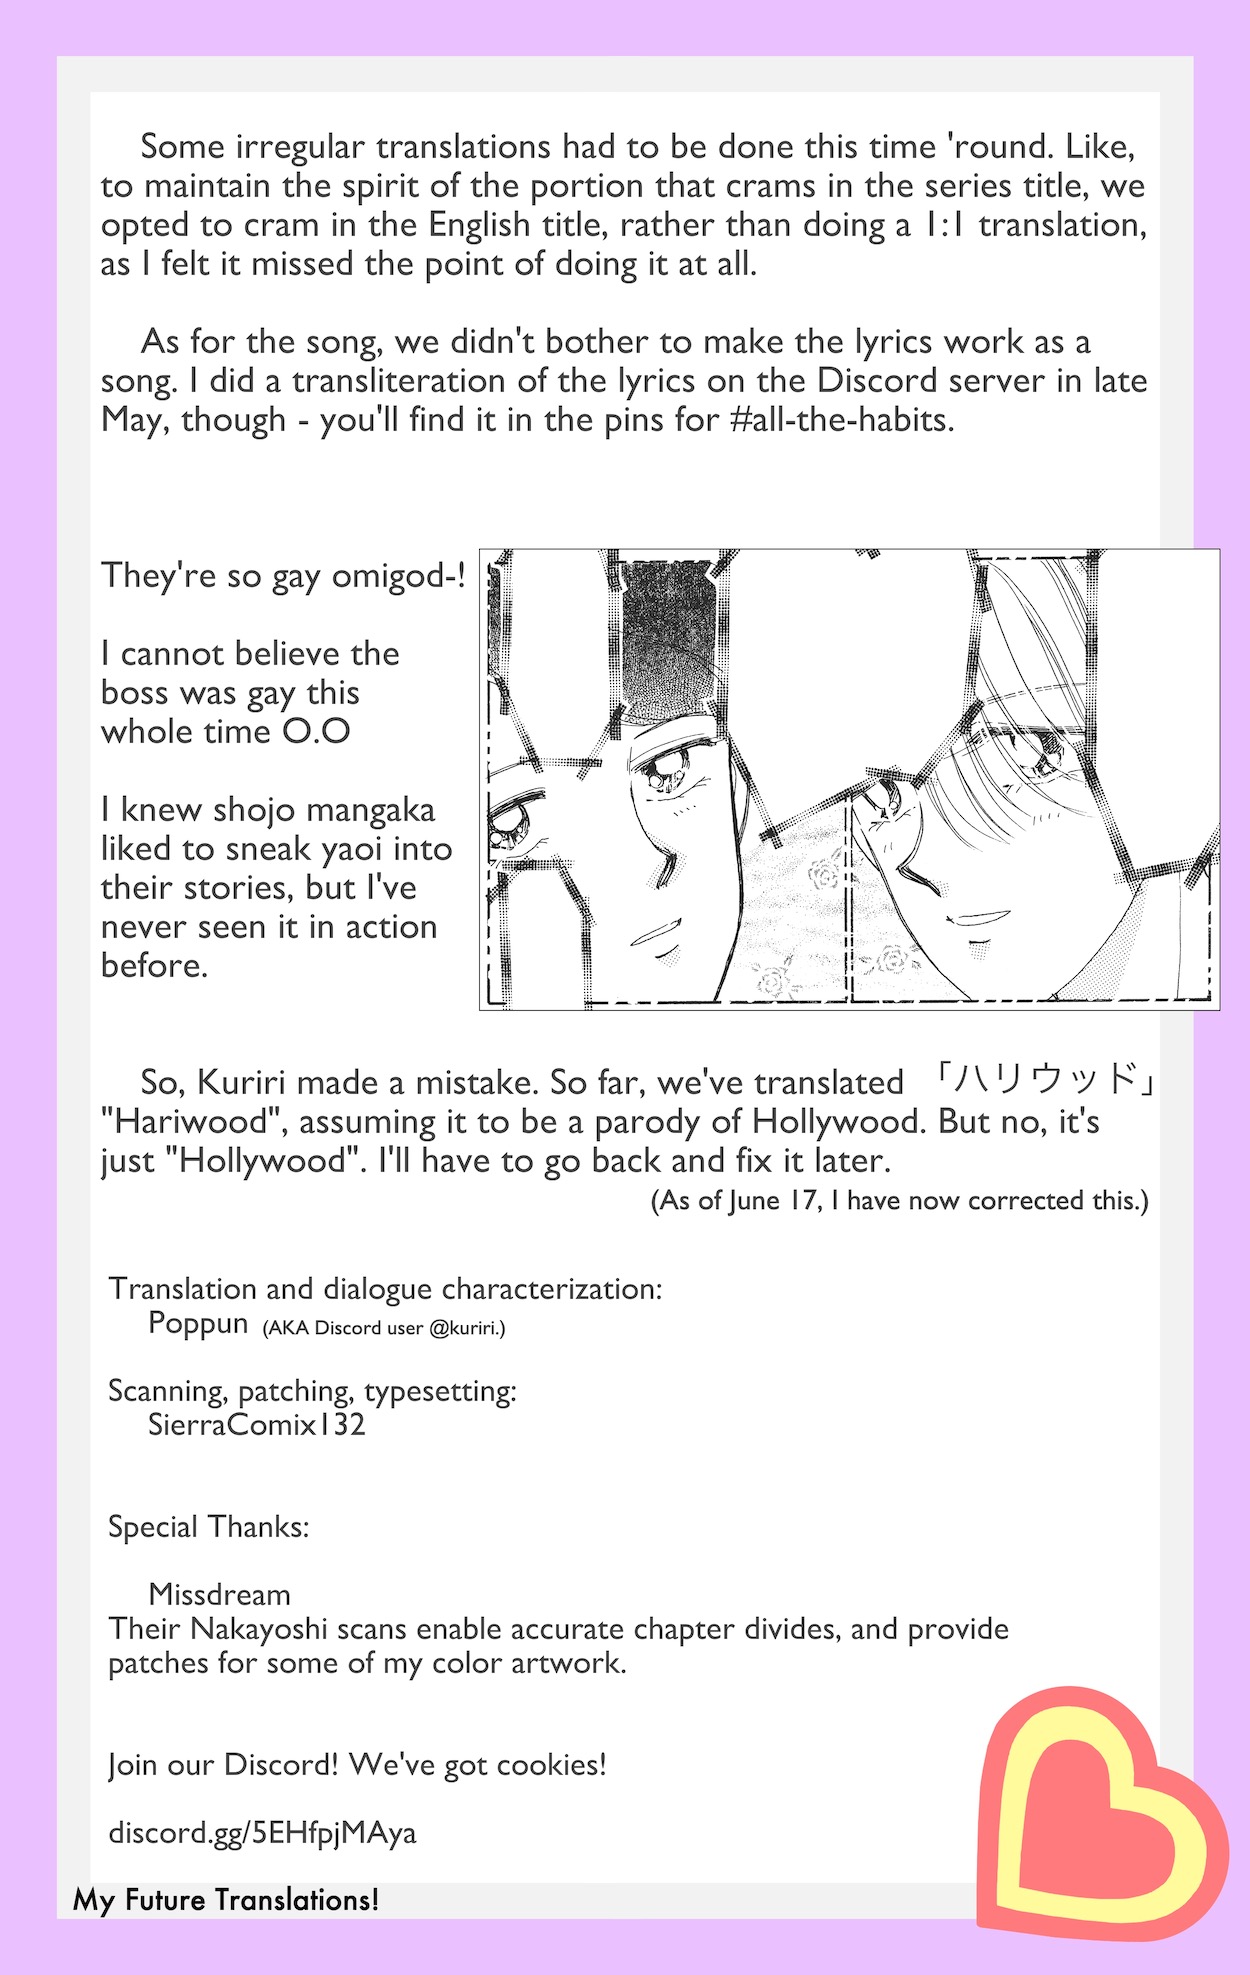 Some irregular translations had to be done this time 'round. Like,
to maintain the spirit of the portion that crams in the series title, we
opted to cram in the English title, rather than doing a 1:1 translation,
as I felt it missed the point of doing it at all.
As for the song, we didn't bother to make the lyrics work as a
song. I did a transliteration of the lyrics on the Discord server in late
May, though - you'll find it in the pins for #all-the-habits.
They're so gay omigod-!
I cannot believe the
boss was gay this
whole time O.O
I knew shojo mangaka
liked to sneak yaoi into
their stories, but I've
never seen it in action
before.
So, Kuriri made a mistake. So far, we've translated 「ハリウッド」
"Hariwood", assuming it to be a parody of Hollywood. But no, it's
just "Hollywood". I'll have to go back and fix it later.
(As of June 17, I have now corrected this.)
Translation and dialogue characterization:
Poppun (AKA Discord user @kuriri.)
Scanning, patching, typesetting:
SierraComix132
Special Thanks:
Missdream
Their Nakayoshi scans enable accurate chapter divides, and provide
patches for some of my color artwork.
Join our Discord! We've got cookies!
discord.gg/5EHfpjMAya
My Future Translations!